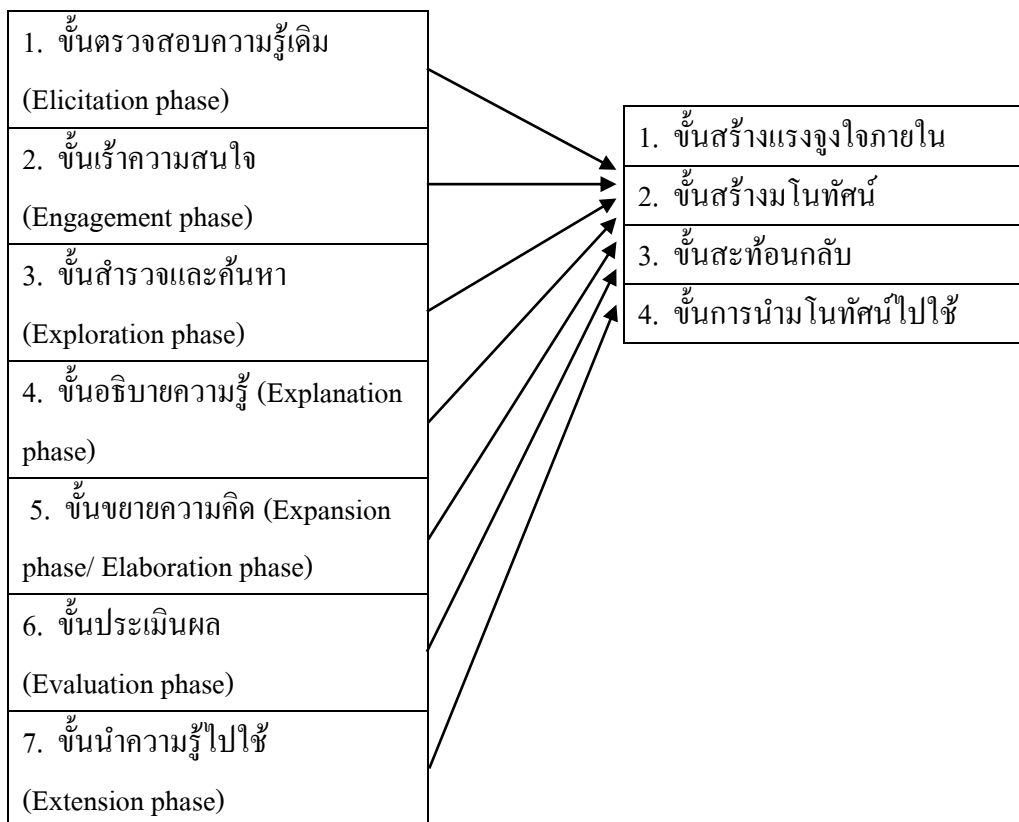 1. ขั้นตรวจสอบความรู้เดิม
(Elicitation phase)
2. ขั้นเร้าความสนใจ
(Engagement phase)
3. ขั้นสำรวจและค้นหา
(Exploration phase)
4. ขั้นอธิบายความรู้ (Explanation
phase)
5. ขั้นขยายความคิด (Expansion
phase/ Elaboration phase)
6. ขั้นประเมินผล
(Evaluation phase)
7. ขั้นนำความรู้ไปใช้
(Extension phase)
1. ขั้นสร้างแรงจูงใจภายใน
2. ขั้นสร้างมโนทัศน์
3. ขั้นสะท้อนกลับ
4. ขั้นการนำมโนทัศน์ไปใช้